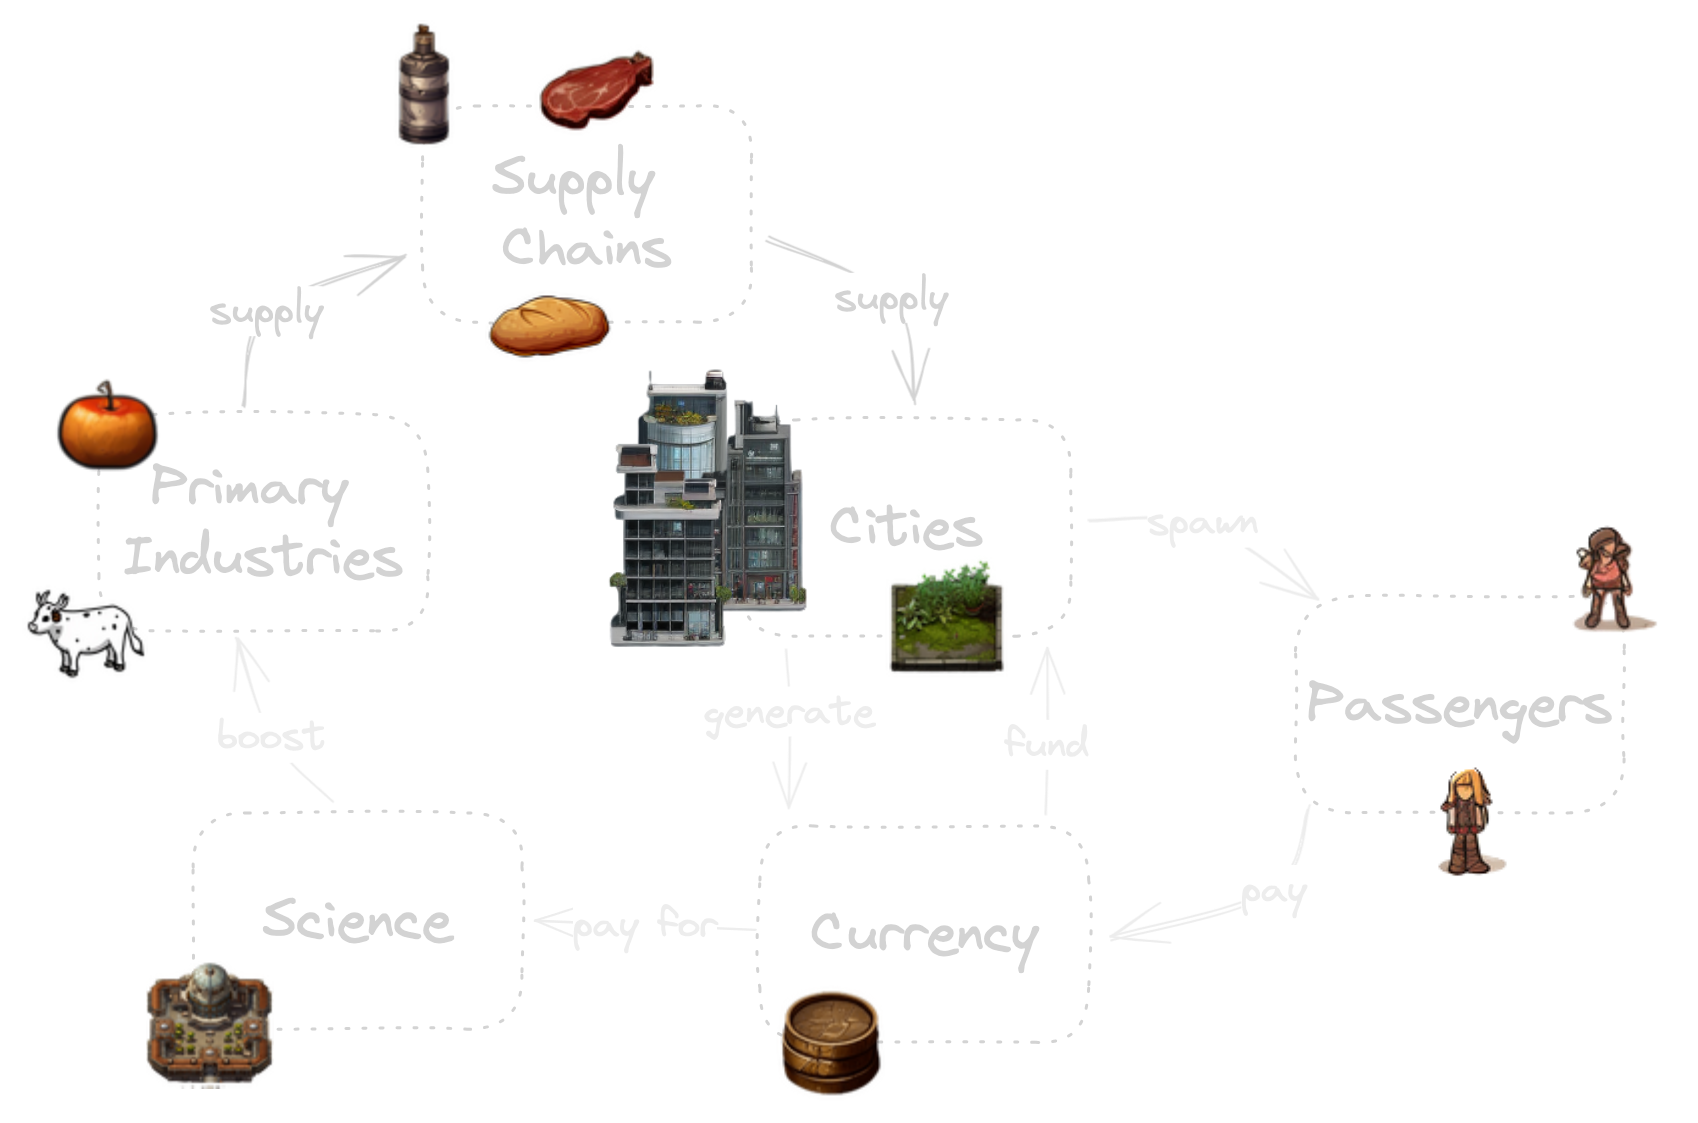 Supply
Chains
supply
supply
Primary
Industries
Cities
spawn
Passengers
generate
fund
boost
pay
Science
pay for
Currency